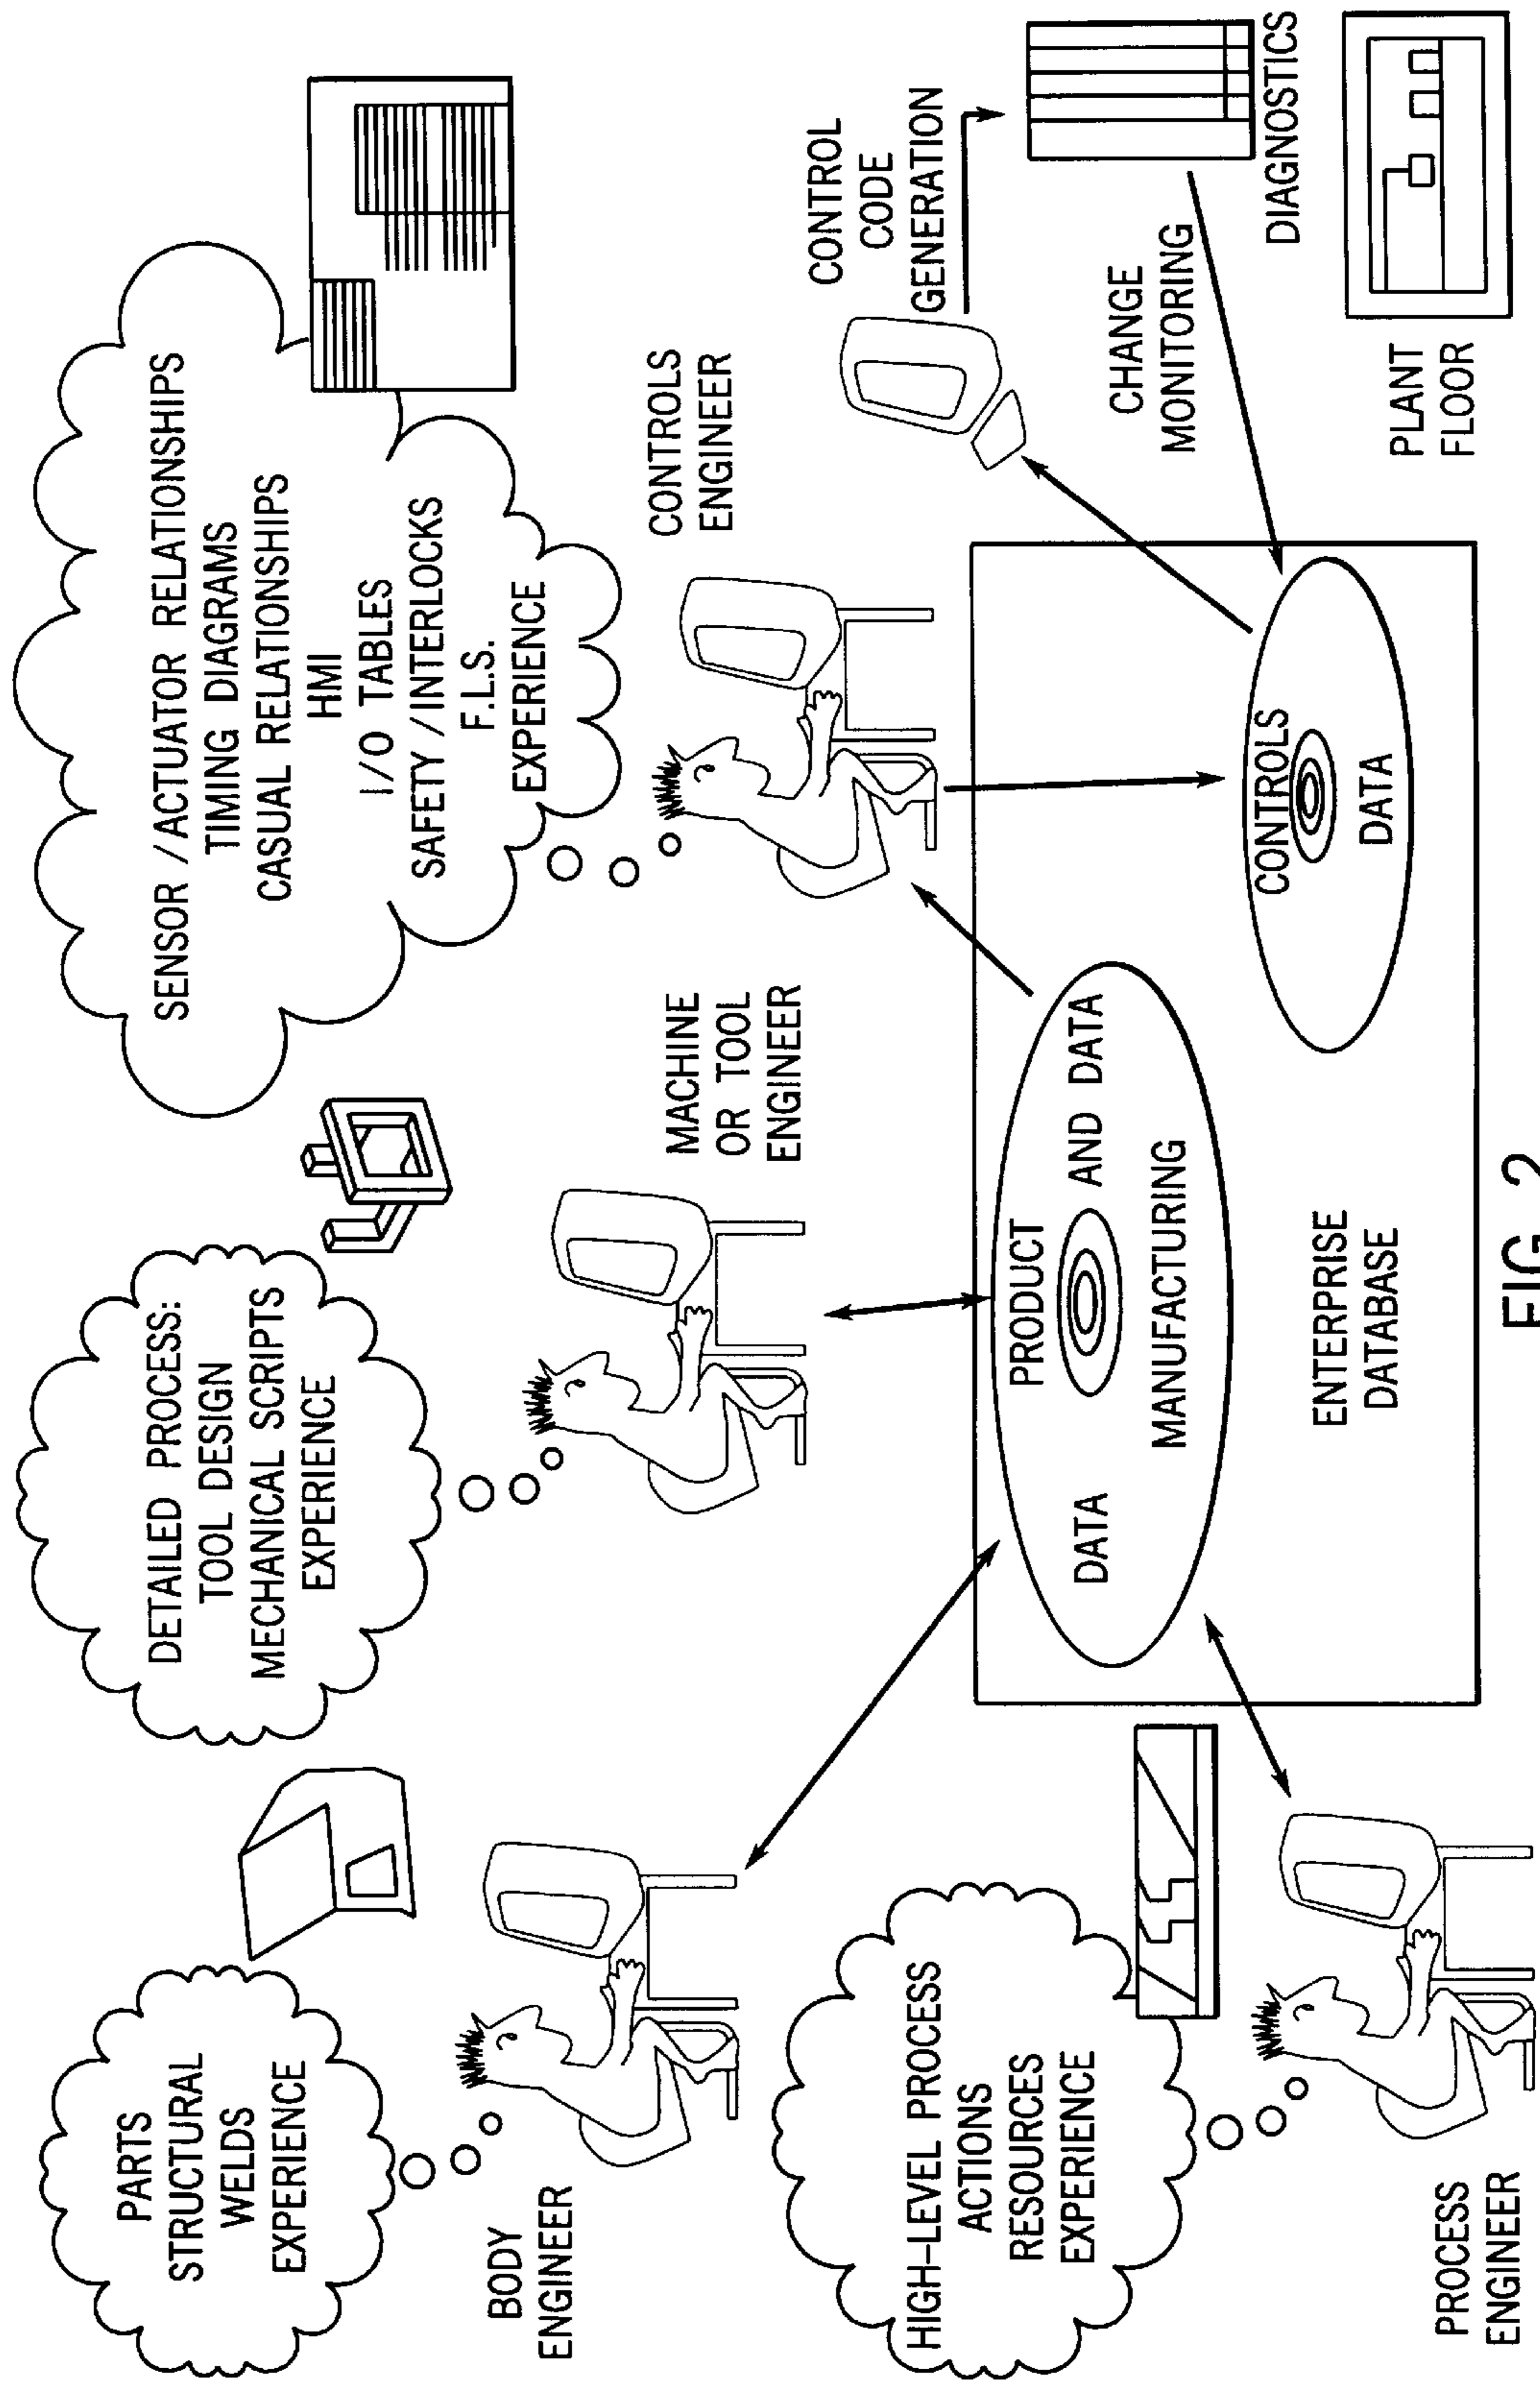 PARTS
STRUCTURAL
WELDS
EXPERIENCE
BODY
ENGINEER
DETAILED PROCESS:
TOOL DESIGN
MECHANICAL SCRIPTS
EXPERIENCE
MACHINE
OR TOOL
ENGINEER
SENSOR/ACTUATOR RELATIONSHIPS
TIMING DIAGRAMS
CASUAL RELATIONSHIPS
HMI
I/O TABLES
SAFETY/INTERLOCKS
F.L.S.
EXPERIENCE
CONTROLS
ENGINEER
HIGH-LEVEL PROCESS
ACTIONS
RESOURCES
EXPERIENCE
PROCESS
ENGINEER
PRODUCT
DATA AND DATA
MANUFACTURING
ENTERPRISE
DATABASE
CONTROLS
DATA
CONTROL
CODE
GENERATION
CHANGE
MONITORING
DIAGNOSTICS
PLANT
FLOOR
FIG. 2